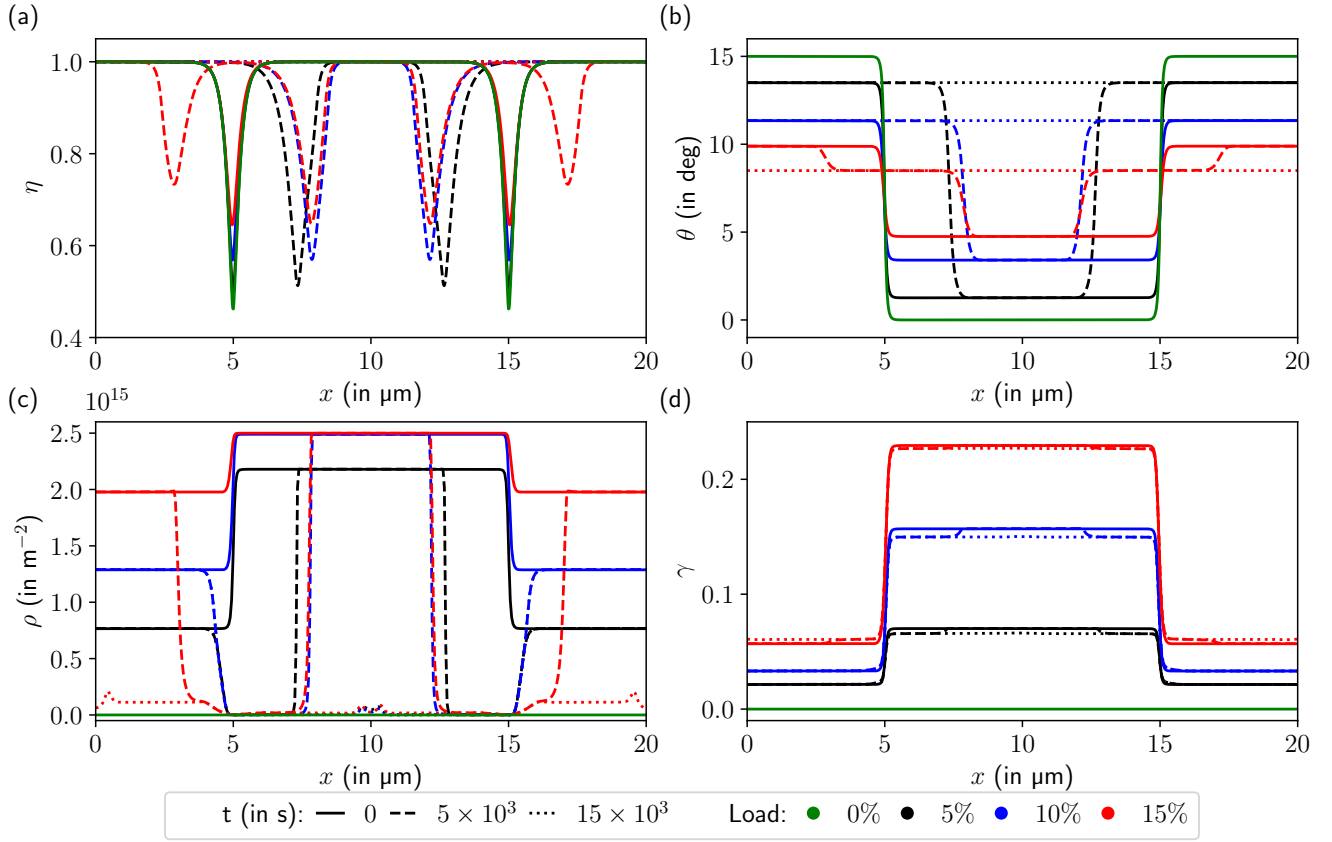 (a)
(b)
η
1.0
0.8
0.6
0.4
0
5
10
15
20
x (in µm)
θ (in deg)
15
10
5
0
0
5
10
15
20
x (in µm)
(c)
(d)
10^15
ρ (in m^−2)
2.5
2.0
1.5
1.0
0.5
0.0
0
5
10
15
20
x (in µm)
γ
0.2
0.1
0.0
0
5
10
15
20
x (in µm)
t (in s): 0 5 × 10^3 15 × 10^3 Load: 0% 5% 10% 15%